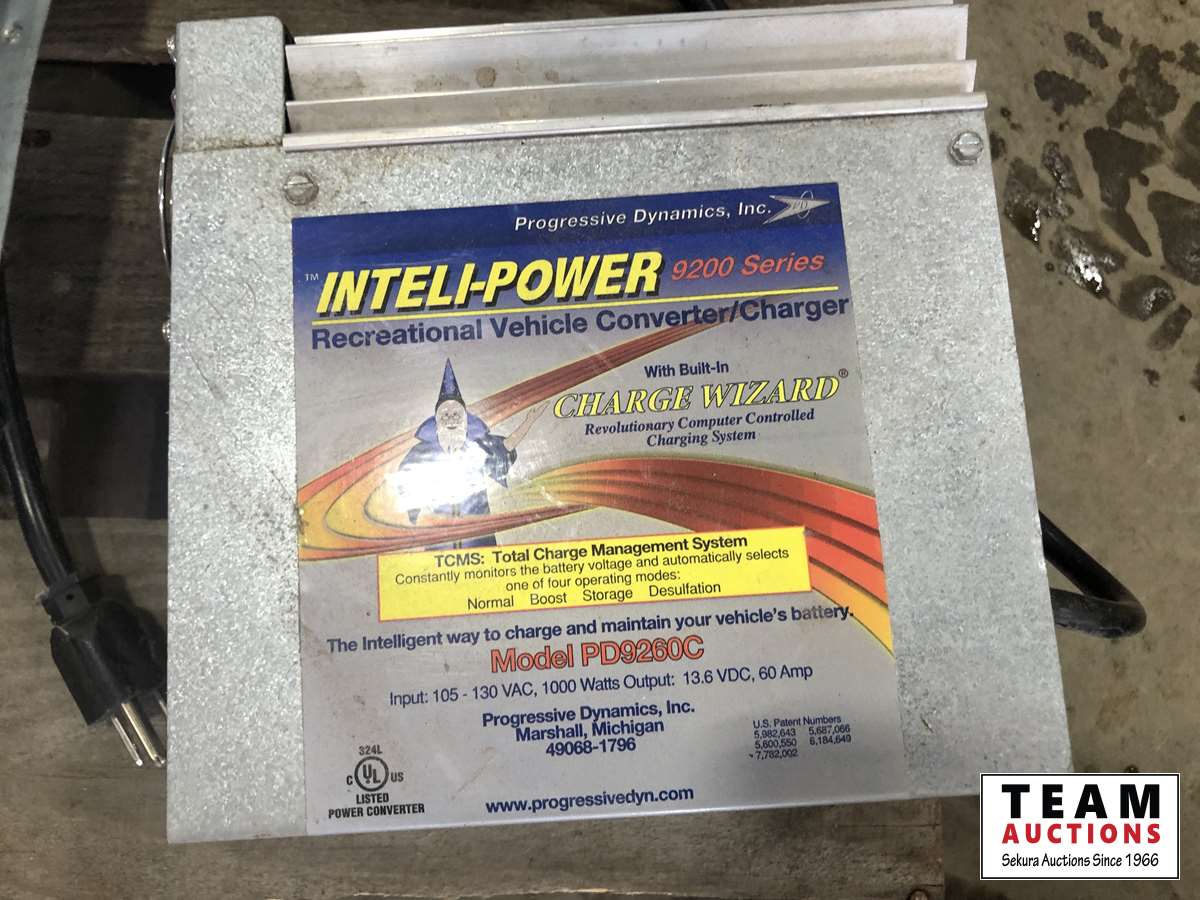 Progressive Dynamics, Inc.
PD
™ INTELI-POWER 9200 Series
Recreational Vehicle Converter/Charger
With Built-In
CHARGE WIZARD®
Revolutionary Computer Controlled
Charging System
TCMS: Total Charge Management System
Constantly monitors the battery voltage and automatically selects
one of four operating modes:
Normal Boost Storage Desulfation
The Intelligent way to charge and maintain your vehicle's battery.
Model PD9260C
Input: 105 - 130 VAC, 1000 Watts Output: 13.6 VDC, 60 Amp
Progressive Dynamics, Inc.
Marshall, Michigan
49068-1796
U.S. Patent Numbers
5,982,643 5,687,066
5,600,550 6,184,649
7,782,002
324L
C UL US
LISTED
POWER CONVERTER
www.progressivedyn.com
TEAM
AUCTIONS
Sekura Auctions Since 1966